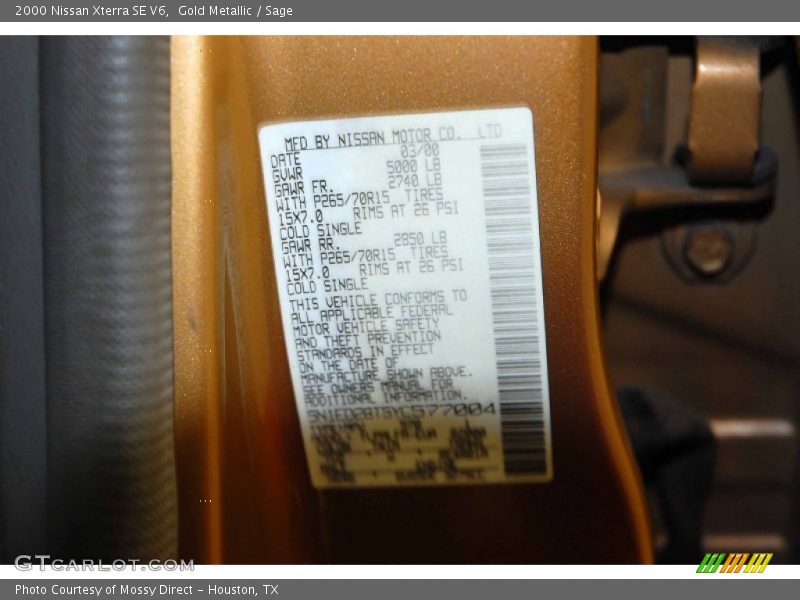 2000 Nissan Xterra SE V6,  Gold Metallic / Sage
MFD BY NISSAN MOTOR CO. LTD
DATE 03/00
GVWR 5000 LB
GAWR FR. 2740 LB
WITH P265/70R15 TIRES
15X7.0 RIMS AT 26 PSI
COLD SINGLE
GAWR RR. 2850 LB
WITH P265/70R15 TIRES
15X7.0 RIMS AT 26 PSI
COLD SINGLE
THIS VEHICLE CONFORMS TO
ALL APPLICABLE FEDERAL
MOTOR VEHICLE SAFETY
AND THEFT PREVENTION
STANDARDS IN EFFECT
ON THE DATE OF
MANUFACTURE SHOWN ABOVE.
SEE OWNERS MANUAL FOR
ADDITIONAL INFORMATION.
5N1ED28T5YC577004
GTCARLOT.COM
Photo Courtesy of Mossy Direct – Houston, TX